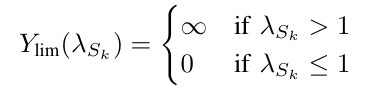 Y_lim(λ_{S_k}) = { ∞ if λ_{S_k} > 1
0 if λ_{S_k} ≤ 1